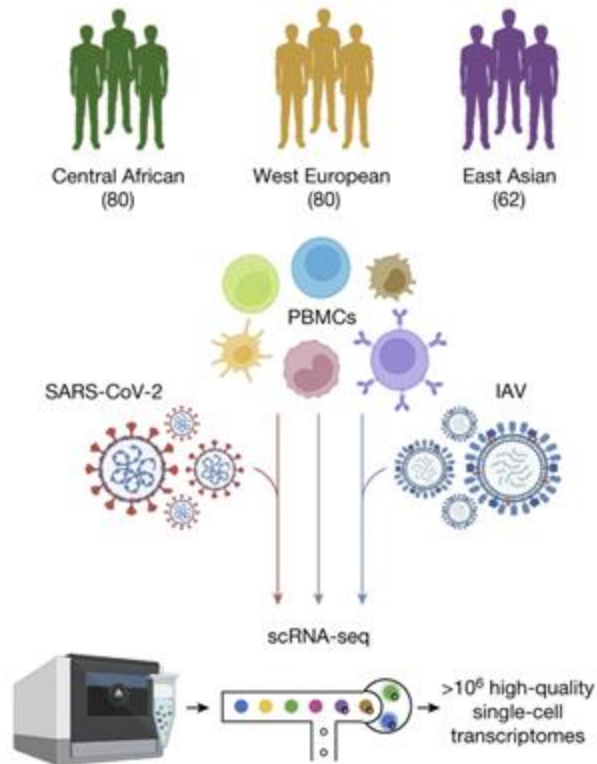 Central African
(80)
West European
(80)
East Asian
(62)
PBMCs
SARS-CoV-2
IAV
scRNA-seq
>10⁶ high-quality
single-cell
transcriptomes